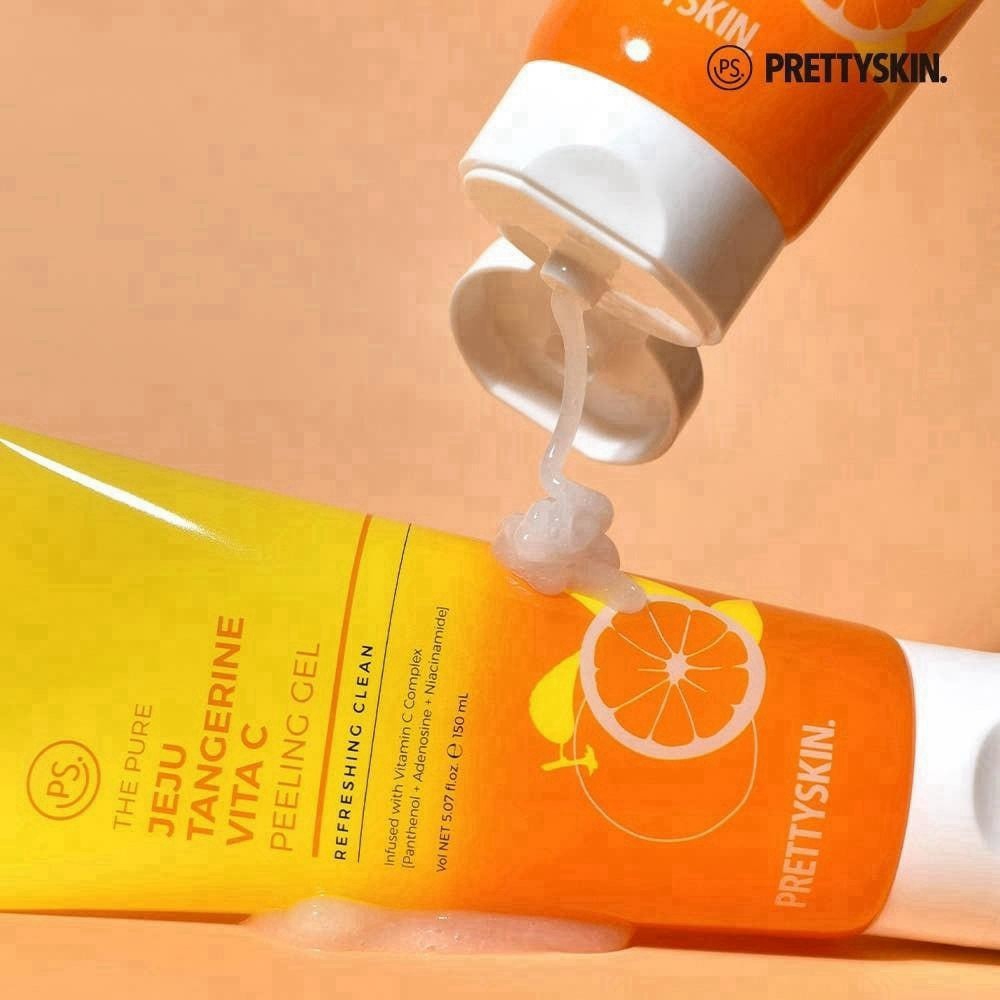 YSKIN.
PS. PRETTYSKIN.
PS.
THE PURE
JEJU
TANGERINE
VITA C
PEELING GEL
REFRESHING CLEAN
Infused with Vitamin C Complex
[Panthenol + Adenosine + Niacinamide]
Vol NET 5.07 fl.oz. ℮ 150 mL
PRETTYSKIN.